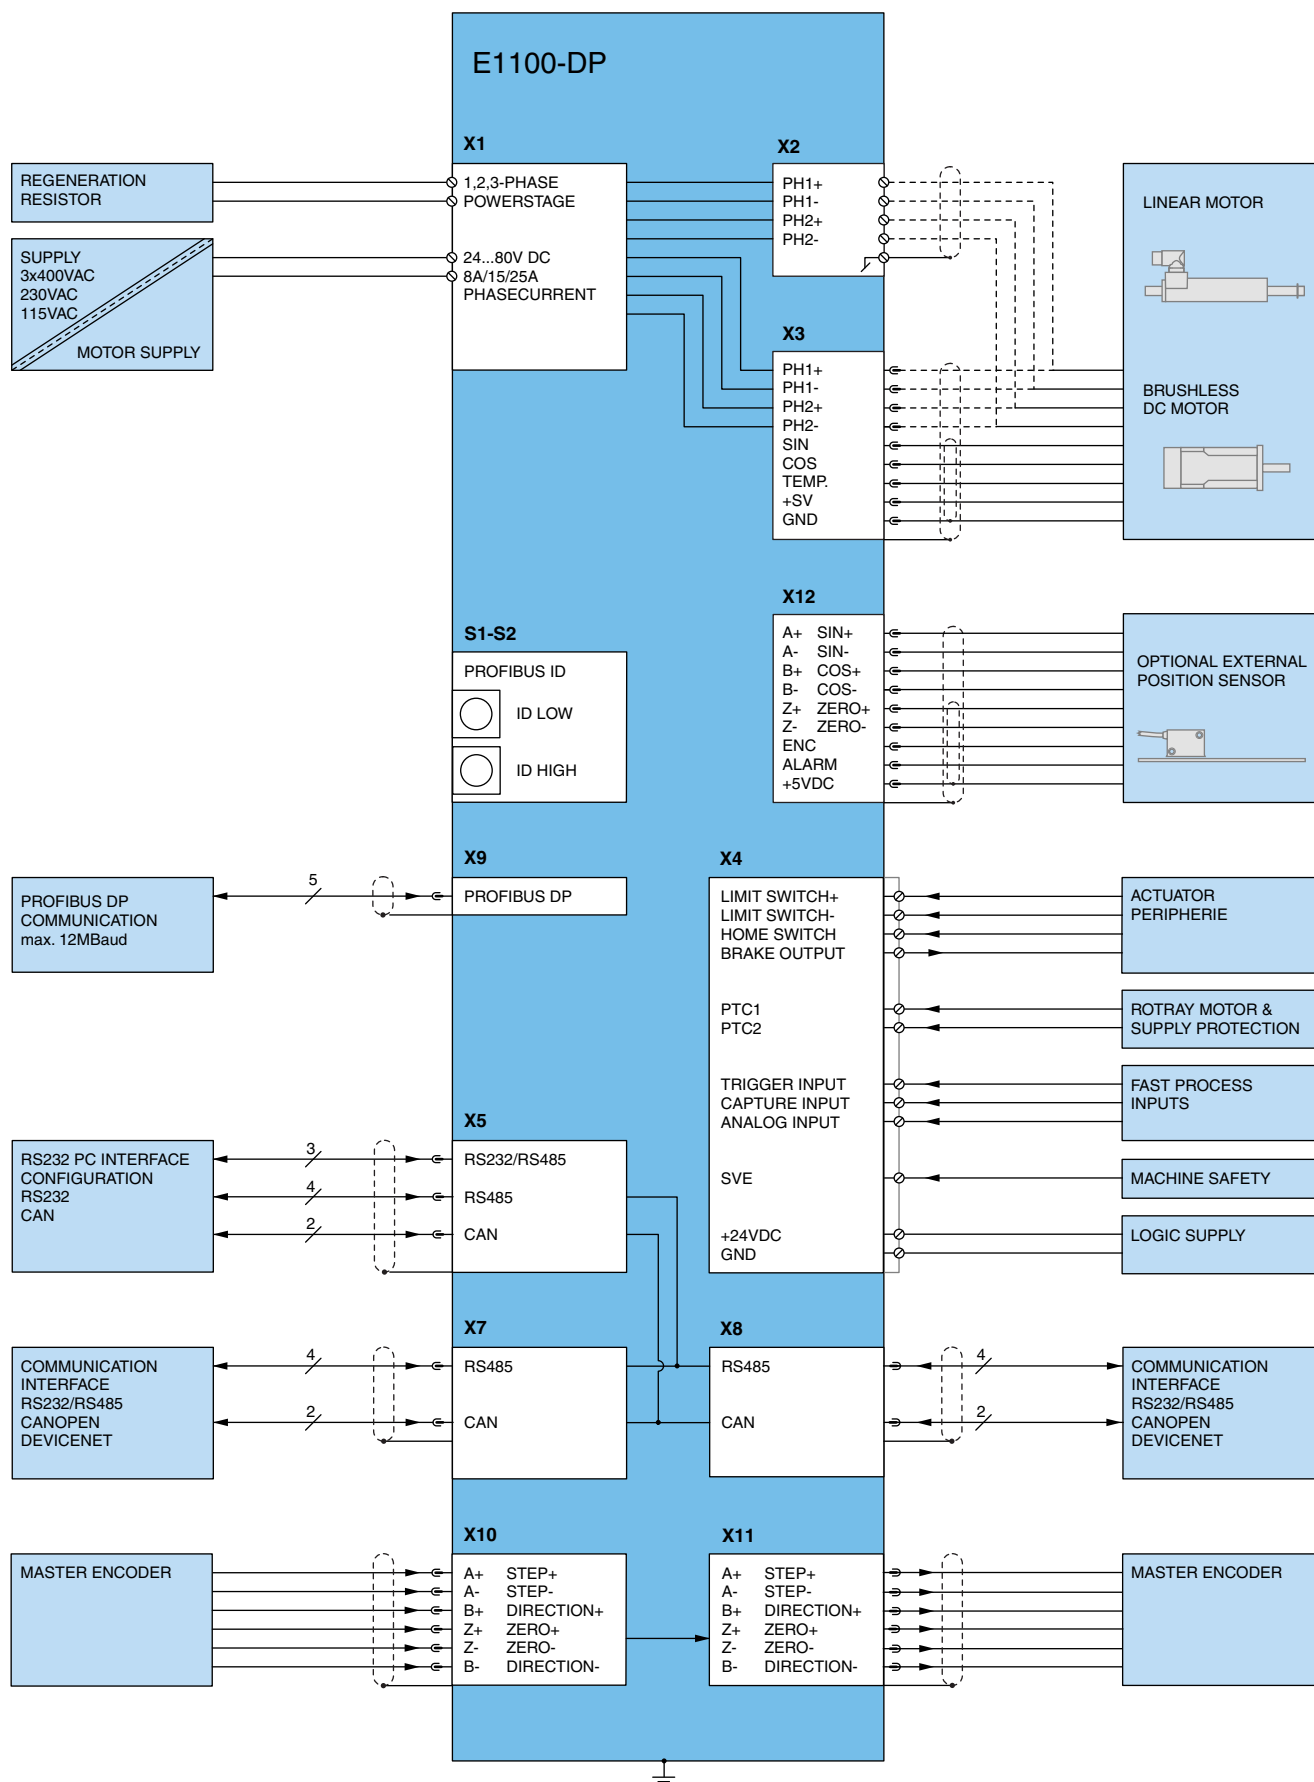 E1100-DP
X1
REGENERATION
RESISTOR
1,2,3-PHASE
POWERSTAGE
SUPPLY
3x400VAC
230VAC
115VAC
MOTOR SUPPLY
24...80V DC
8A/15/25A
PHASECURRENT
X2
PH1+
PH1-
PH2+
PH2-
LINEAR MOTOR
X3
PH1+
PH1-
PH2+
PH2-
SIN
COS
TEMP.
+SV
GND
BRUSHLESS
DC MOTOR
S1-S2
PROFIBUS ID
ID LOW
ID HIGH
X12
A+ SIN+
A- SIN-
B+ COS+
B- COS-
Z+ ZERO+
Z- ZERO-
ENC
ALARM
+5VDC
OPTIONAL EXTERNAL
POSITION SENSOR
X9
PROFIBUS DP
COMMUNICATION
max. 12MBaud
5
PROFIBUS DP
X4
LIMIT SWITCH+
LIMIT SWITCH-
HOME SWITCH
BRAKE OUTPUT
PTC1
PTC2
TRIGGER INPUT
CAPTURE INPUT
ANALOG INPUT
SVE
+24VDC
GND
ACTUATOR
PERIPHERIE
ROTRAY MOTOR &
SUPPLY PROTECTION
FAST PROCESS
INPUTS
MACHINE SAFETY
LOGIC SUPPLY
X5
RS232 PC INTERFACE
CONFIGURATION
RS232
CAN
3
4
2
RS232/RS485
RS485
CAN
X7
COMMUNICATION
INTERFACE
RS232/RS485
CANOPEN
DEVICENET
4
2
RS485
CAN
X8
RS485
CAN
4
2
COMMUNICATION
INTERFACE
RS232/RS485
CANOPEN
DEVICENET
X10
MASTER ENCODER
A+ STEP+
A- STEP-
B+ DIRECTION+
Z+ ZERO+
Z- ZERO-
B- DIRECTION-
X11
A+ STEP+
A- STEP-
B+ DIRECTION+
Z+ ZERO+
Z- ZERO-
B- DIRECTION-
MASTER ENCODER